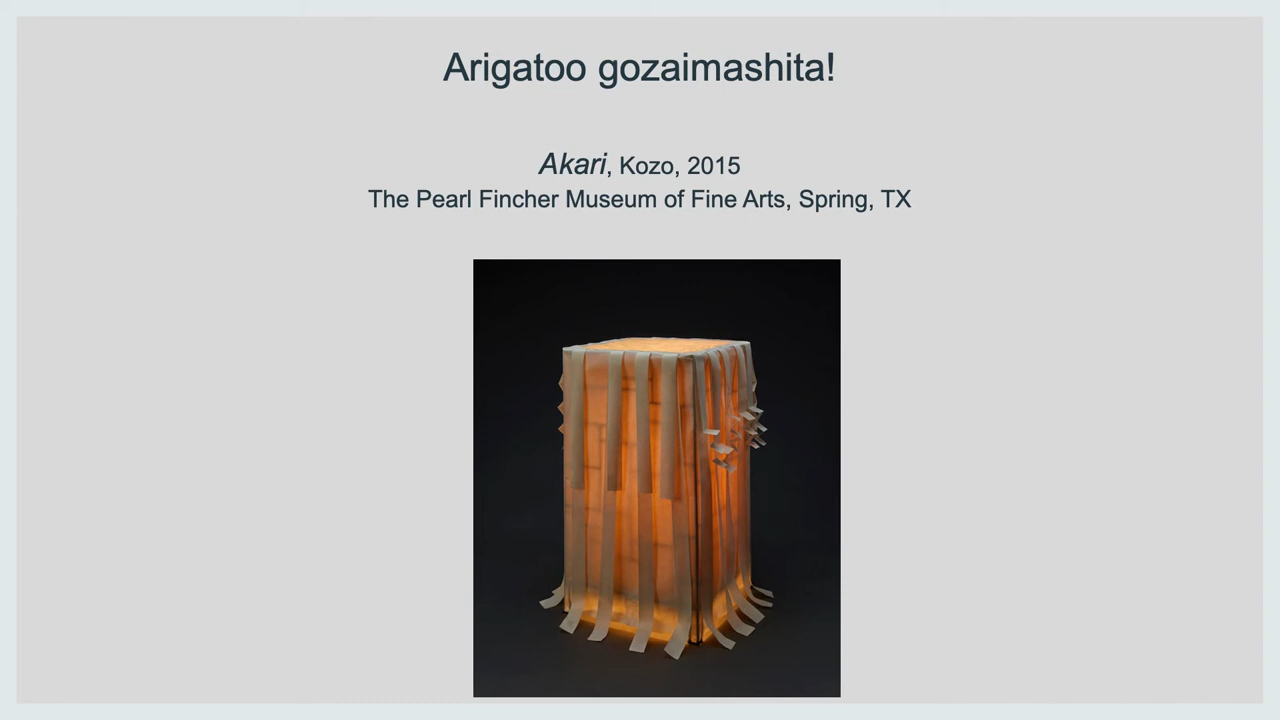 Arigatoo gozaimashita!
Akari, Kozo, 2015
The Pearl Fincher Museum of Fine Arts, Spring, TX